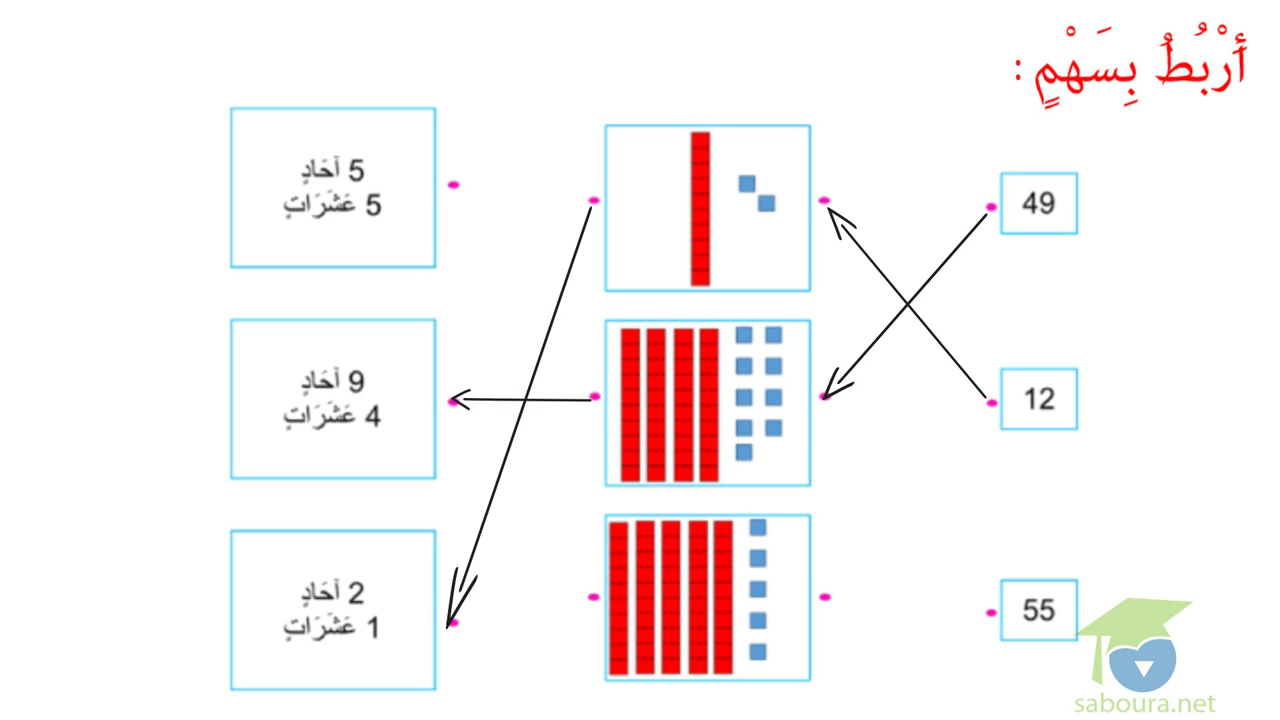 أَرْبُطُ بِسَهْمٍ :
49
12
55
5 آحَادٍ
5 عَشَرَاتٍ
9 آحَادٍ
4 عَشَرَاتٍ
2 آحَادٍ
1 عَشَرَاتٍ
saboura.net